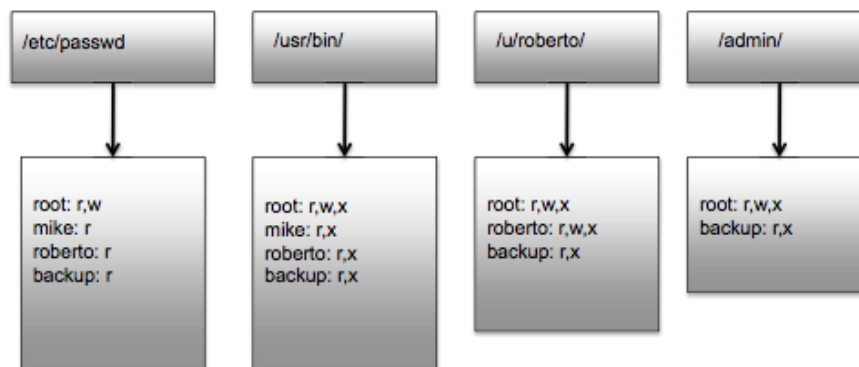 /etc/passwd
/usr/bin/
/u/roberto/
/admin/
root: r,w
mike: r
roberto: r
backup: r
root: r,w,x
mike: r,x
roberto: r,x
backup: r,x
root: r,w,x
roberto: r,w,x
backup: r,x
root: r,w,x
backup: r,x